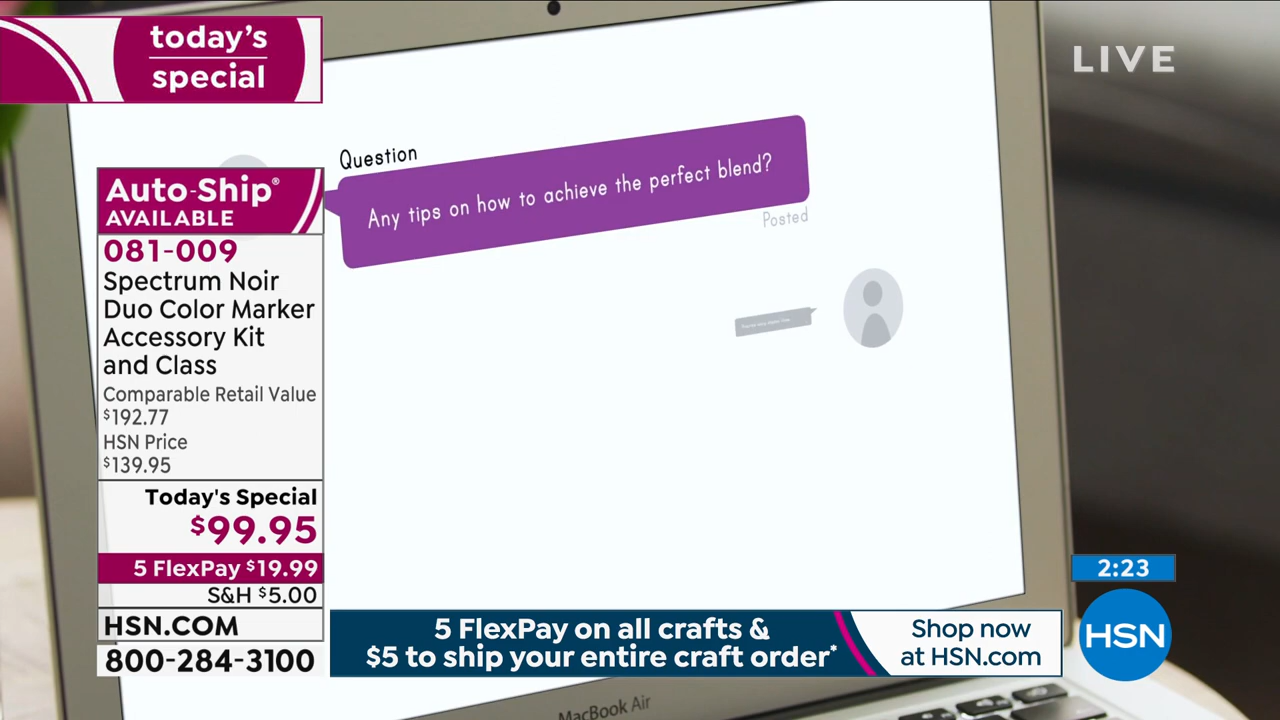 today's
special
LIVE
Question
Any tips on how to achieve the perfect blend?
Posted
Auto-Ship®
AVAILABLE
081-009
Spectrum Noir
Duo Color Marker
Accessory Kit
and Class
Comparable Retail Value
$192.77
HSN Price
$139.95
Today's Special
$99.95
5 FlexPay $19.99
S&H $5.00
HSN.COM
800-284-3100
5 FlexPay on all crafts &
$5 to ship your entire craft order*
Shop now
at HSN.com
2:23
HSN
MacBook Air